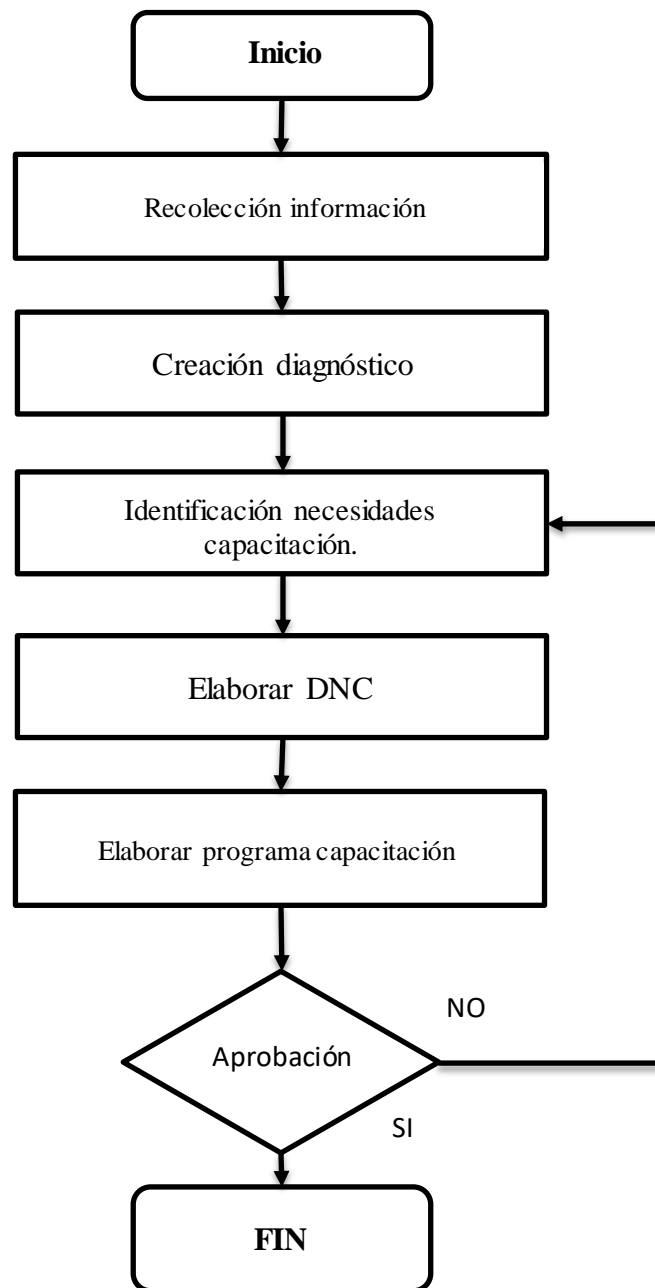 Inicio
Recolección información
Creación diagnóstico
Identificación necesidades
capacitación.
Elaborar DNC
Elaborar programa capacitación
NO
Aprobación
SI
FIN